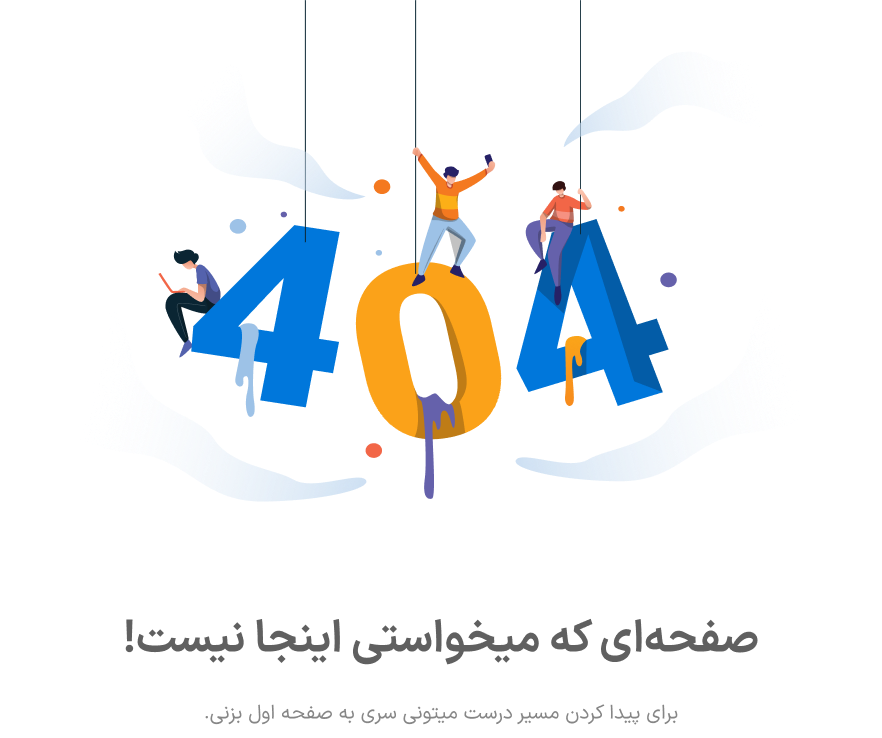 404
صفحه‌ای که میخواستی اینجا نیست!
برای پیدا کردن مسیر درست میتونی سری به صفحه اول بزنی.